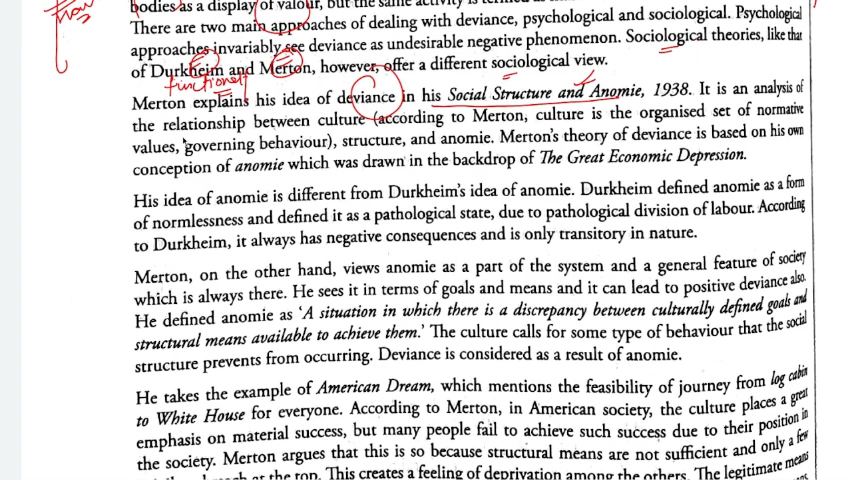 bodies as a display of valour, but the same activity is termed as
There are two main approaches of dealing with deviance, psychological and sociological. Psychological
approaches invariably see deviance as undesirable negative phenomenon. Sociological theories, like that
of Durkheim and Merton, however, offer a different sociological view.
functional
Merton explains his idea of deviance in his Social Structure and Anomie, 1938. It is an analysis of
the relationship between culture (according to Merton, culture is the organised set of normative
values, governing behaviour), structure, and anomie. Merton's theory of deviance is based on his own
conception of anomie which was drawn in the backdrop of The Great Economic Depression.
His idea of anomie is different from Durkheim's idea of anomie. Durkheim defined anomie as a form
of normlessness and defined it as a pathological state, due to pathological division of labour. According
to Durkheim, it always has negative consequences and is only transitory in nature.
Merton, on the other hand, views anomie as a part of the system and a general feature of society
which is always there. He sees it in terms of goals and means and it can lead to positive deviance also.
He defined anomie as 'A situation in which there is a discrepancy between culturally defined goals and
structural means available to achieve them.' The culture calls for some type of behaviour that the social
structure prevents from occurring. Deviance is considered as a result of anomie.
He takes the example of American Dream, which mentions the feasibility of journey from log cabin
to White House for everyone. According to Merton, in American society, the culture places a great
emphasis on material success, but many people fail to achieve such success due to their position in
the society. Merton argues that this is so because structural means are not sufficient and only a few
at the top. This creates a feeling of deprivation among the others. The legitimate means